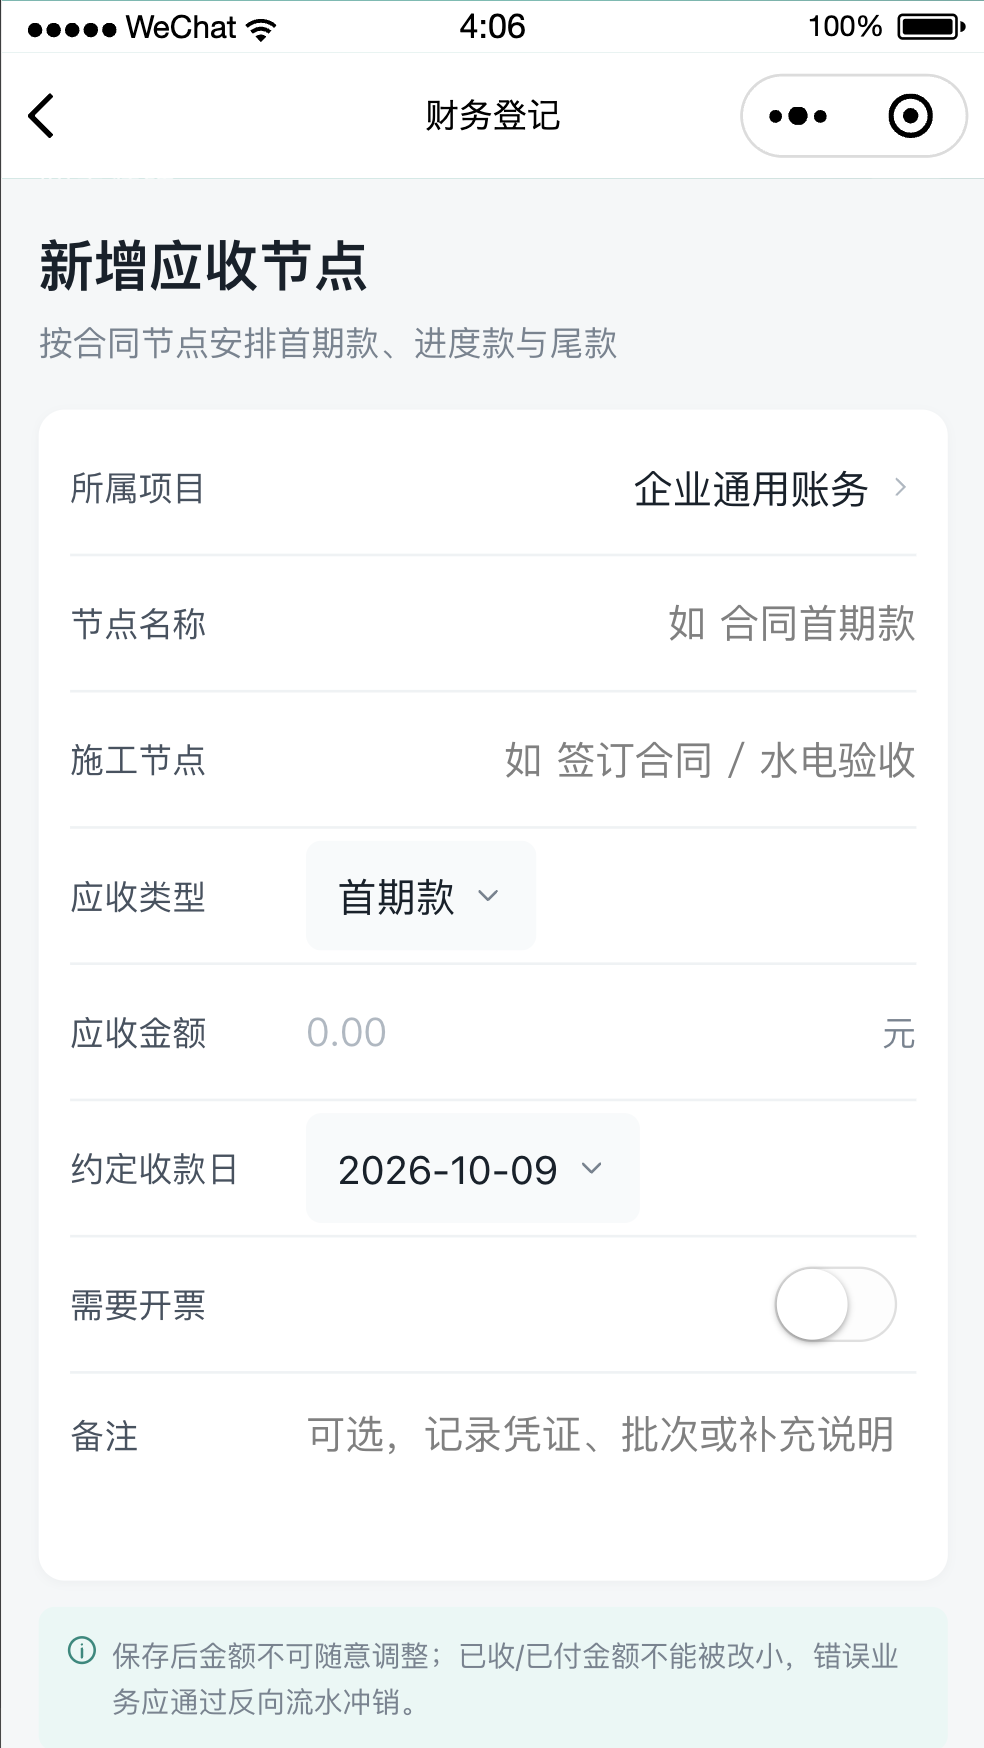 WeChat 4:06 100%
财务登记
新增应收节点
按合同节点安排首期款、进度款与尾款
所属项目 企业通用账务
节点名称 如 合同首期款
施工节点 如 签订合同 / 水电验收
应收类型 首期款
应收金额 0.00 元
约定收款日 2026-10-09
需要开票
备注 可选，记录凭证、批次或补充说明
保存后金额不可随意调整；已收/已付金额不能被改小，错误业
务应通过反向流水冲销。